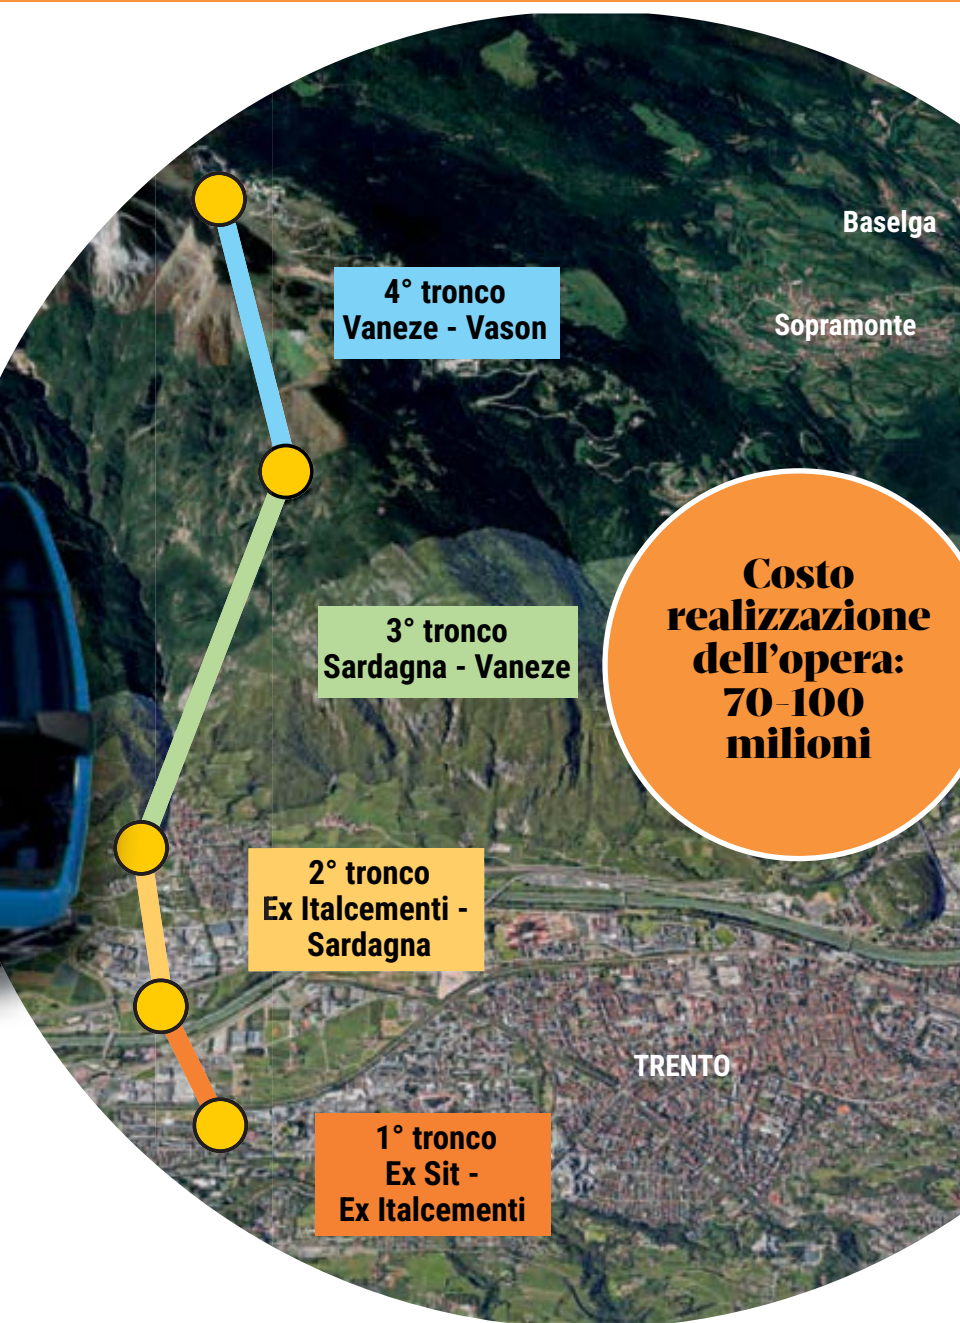 Baselga
4° tronco
Vaneze - Vason
Sopramonte
Costo
realizzazione
dell'opera:
70-100
milioni
3° tronco
Sardagna - Vaneze
2° tronco
Ex Italcementi -
Sardagna
TRENTO
1° tronco
Ex Sit -
Ex Italcementi